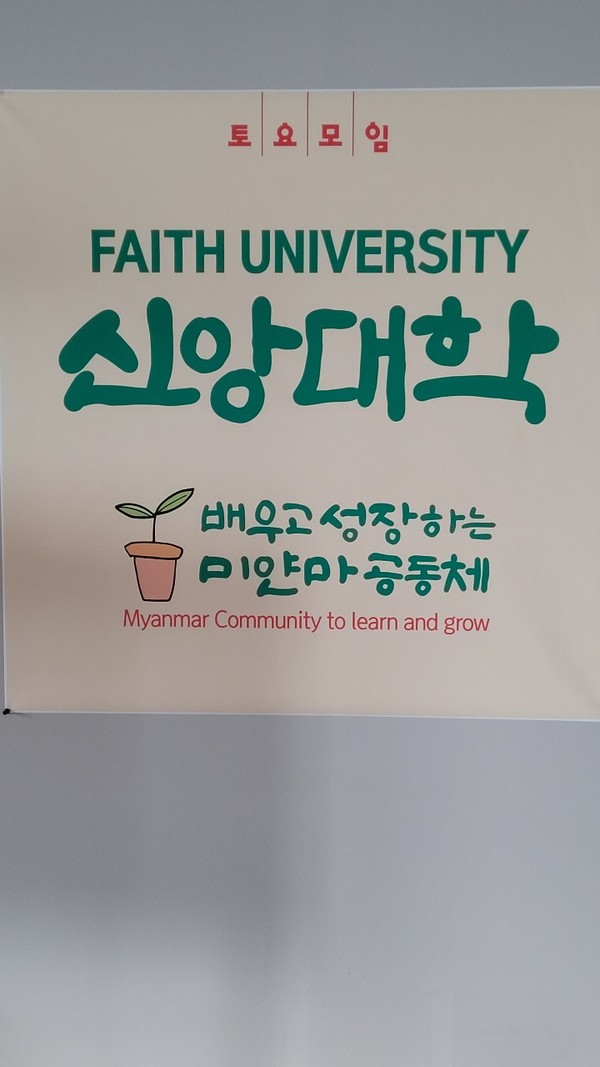 토요모임
FAITH UNIVERSITY
신앙대학
배우고 성장하는
미얀마 공동체
Myanmar Community to learn and grow